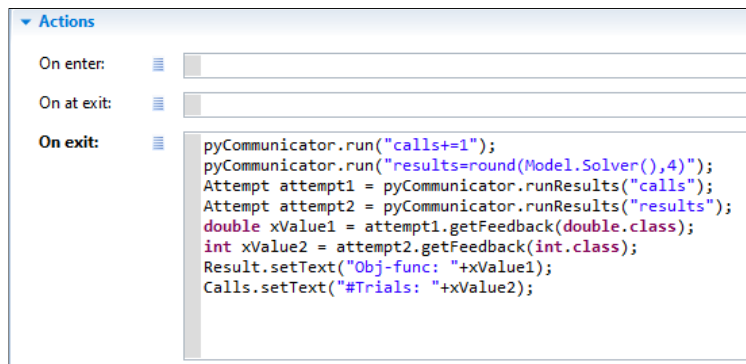 Actions
On enter:
On at exit:
On exit:
pyCommunicator.run("calls+=1");
pyCommunicator.run("results=round(Model.Solver(),4)");
Attempt attempt1 = pyCommunicator.runResults("calls");
Attempt attempt2 = pyCommunicator.runResults("results");
double xValue1 = attempt1.getFeedback(double.class);
int xValue2 = attempt2.getFeedback(int.class);
Result.setText("Obj-func: "+xValue1);
Calls.setText("#Trials: "+xValue2);